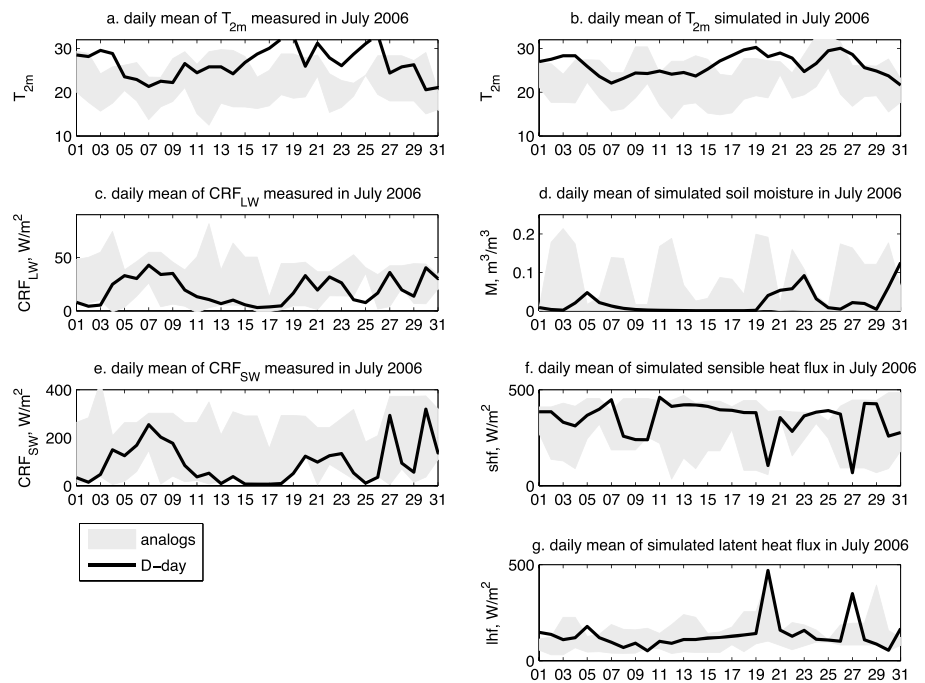 a. daily mean of T2m measured in July 2006
T2m
30
20
10
01 03 05 07 09 11 13 15 17 19 21 23 25 27 29 31
b. daily mean of T2m simulated in July 2006
T2m
30
20
10
01 03 05 07 09 11 13 15 17 19 21 23 25 27 29 31
c. daily mean of CRFLW measured in July 2006
CRFLW, W/m2
50
0
01 03 05 07 09 11 13 15 17 19 21 23 25 27 29 31
d. daily mean of simulated soil moisture in July 2006
M, m3/m3
0.2
0.1
0
01 03 05 07 09 11 13 15 17 19 21 23 25 27 29 31
e. daily mean of CRFSW measured in July 2006
CRFSW, W/m2
400
200
0
01 03 05 07 09 11 13 15 17 19 21 23 25 27 29 31
f. daily mean of simulated sensible heat flux in July 2006
shf, W/m2
500
0
01 03 05 07 09 11 13 15 17 19 21 23 25 27 29 31
analogs
D-day
g. daily mean of simulated latent heat flux in July 2006
lhf, W/m2
500
0
01 03 05 07 09 11 13 15 17 19 21 23 25 27 29 31